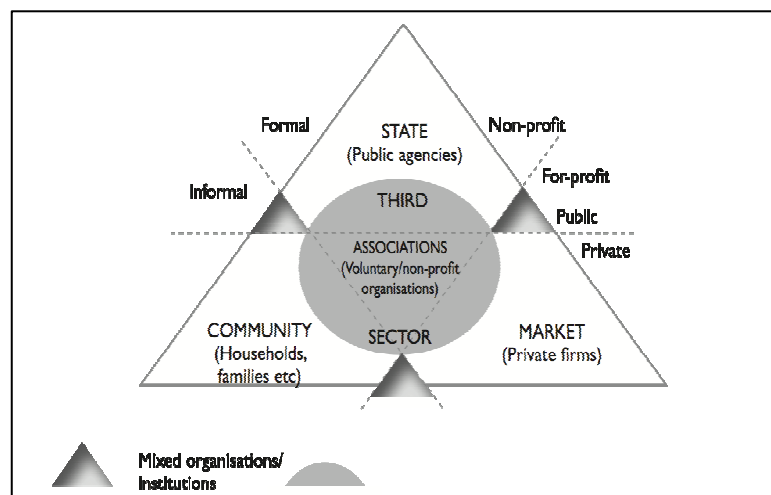 Formal
Non-profit
STATE
(Public agencies)
For-profit
Informal
THIRD
Public
ASSOCIATIONS
(Voluntary/non-profit
organisations)
Private
COMMUNITY
(Households,
families etc)
SECTOR
MARKET
(Private firms)
Mixed organisations/
Institutions